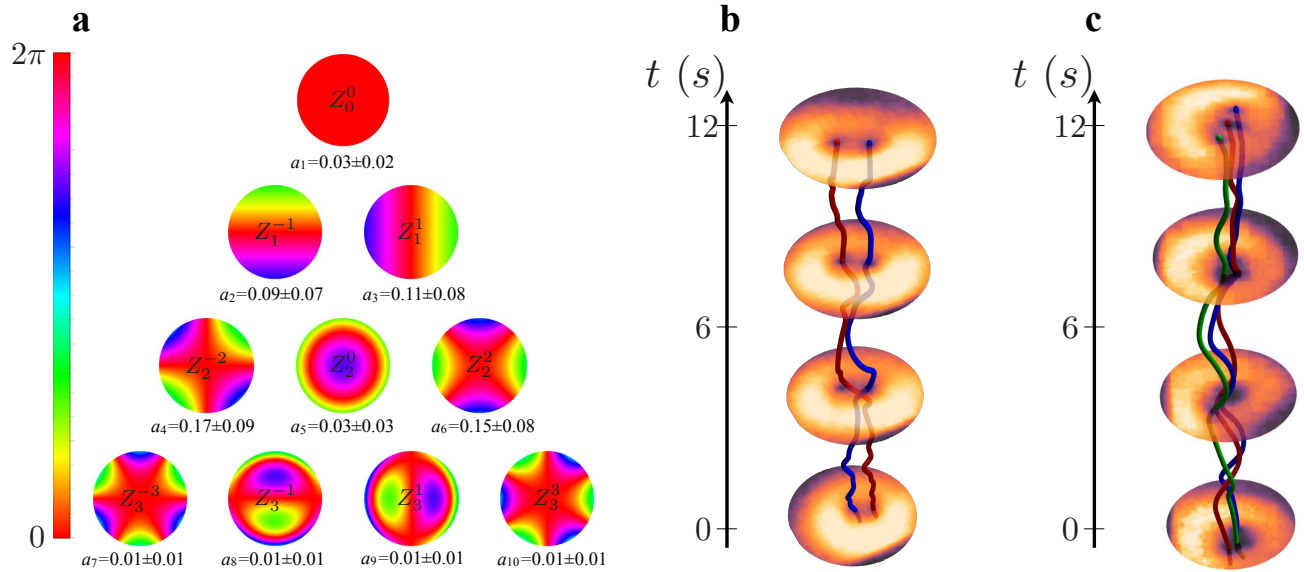 a
2π
0
Z_0^0
a1=0.03±0.02
Z_1^{-1} Z_1^1
a2=0.09±0.07 a3=0.11±0.08
Z_2^{-2} Z_2^0 Z_2^2
a4=0.17±0.09 a5=0.03±0.03 a6=0.15±0.08
Z_3^{-3} Z_3^{-1} Z_3^1 Z_3^3
a7=0.01±0.01 a8=0.01±0.01 a9=0.01±0.01 a10=0.01±0.01
b
t (s)
12
6
0
c
t (s)
12
6
0